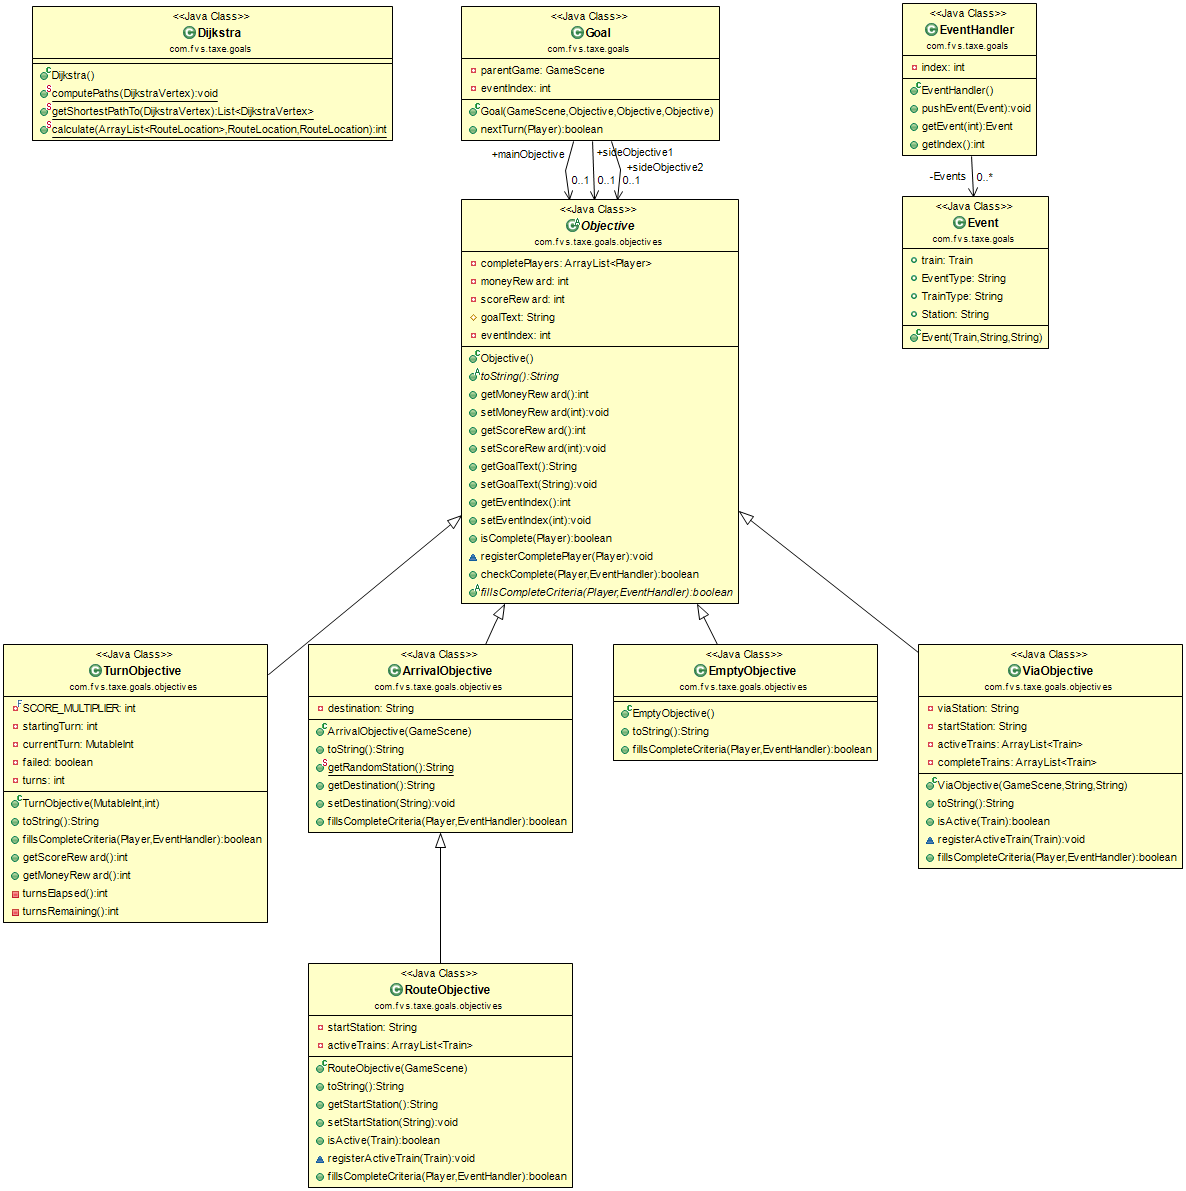 <<Java Class>>
Dijkstra
com.fvs.taxe.goals
Dijkstra()
computePaths(DijkstraVertex):void
getShortestPathTo(DijkstraVertex):List<DijkstraVertex>
calculate(ArrayList<RouteLocation>,RouteLocation,RouteLocation):int
<<Java Class>>
Goal
com.fvs.taxe.goals
parentGame: GameScene
eventIndex: int
Goal(GameScene,Objective,Objective,Objective)
nextTurn(Player):boolean
<<Java Class>>
EventHandler
com.fvs.taxe.goals
index: int
EventHandler()
pushEvent(Event):void
getEvent(int):Event
getIndex():int
+mainObjective
+sideObjective1
+sideObjective2
0..1
0..1
0..1
-Events
0..*
<<Java Class>>
Event
com.fvs.taxe.goals
train: Train
EventType: String
TrainType: String
Station: String
Event(Train,String,String)
<<Java Class>>
Objective
com.fvs.taxe.goals.objectives
completePlayers: ArrayList<Player>
moneyReward: int
scoreReward: int
goalText: String
eventIndex: int
Objective()
toString():String
getMoneyReward():int
setMoneyReward(int):void
getScoreReward():int
setScoreReward(int):void
getGoalText():String
setGoalText(String):void
getEventIndex():int
setEventIndex(int):void
isComplete(Player):boolean
registerCompletePlayer(Player):void
checkComplete(Player,EventHandler):boolean
fillsCompleteCriteria(Player,EventHandler):boolean
<<Java Class>>
TurnObjective
com.fvs.taxe.goals.objectives
SCORE_MULTIPLIER: int
startingTurn: int
currentTurn: MutableInt
failed: boolean
turns: int
TurnObjective(MutableInt,int)
toString():String
fillsCompleteCriteria(Player,EventHandler):boolean
getScoreReward():int
getMoneyReward():int
turnsElapsed():int
turnsRemaining():int
<<Java Class>>
ArrivalObjective
com.fvs.taxe.goals.objectives
destination: String
ArrivalObjective(GameScene)
toString():String
getRandomStation():String
getDestination():String
setDestination(String):void
fillsCompleteCriteria(Player,EventHandler):boolean
<<Java Class>>
EmptyObjective
com.fvs.taxe.goals.objectives
EmptyObjective()
toString():String
fillsCompleteCriteria(Player,EventHandler):boolean
<<Java Class>>
ViaObjective
com.fvs.taxe.goals.objectives
viaStation: String
startStation: String
activeTrains: ArrayList<Train>
completeTrains: ArrayList<Train>
ViaObjective(GameScene,String,String)
toString():String
isActive(Train):boolean
registerActiveTrain(Train):void
fillsCompleteCriteria(Player,EventHandler):boolean
<<Java Class>>
RouteObjective
com.fvs.taxe.goals.objectives
startStation: String
activeTrains: ArrayList<Train>
RouteObjective(GameScene)
toString():String
getStartStation():String
setStartStation(String):void
isActive(Train):boolean
registerActiveTrain(Train):void
fillsCompleteCriteria(Player,EventHandler):boolean